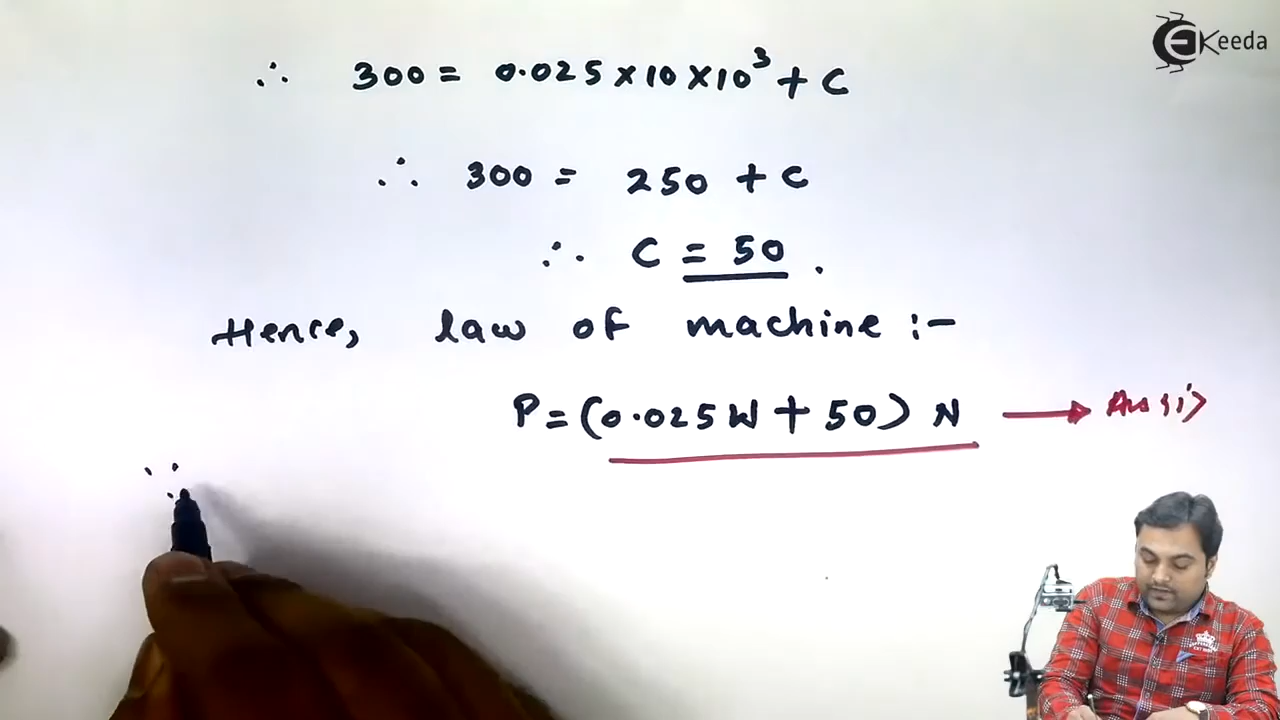 EKeeda
∴ 300 = 0.025 × 10 × 10³ + C
∴ 300 = 250 + C
∴ C = 50 .
Hence, law of machine :-
P = (0.025 W + 50) N → Ans (i)
∵